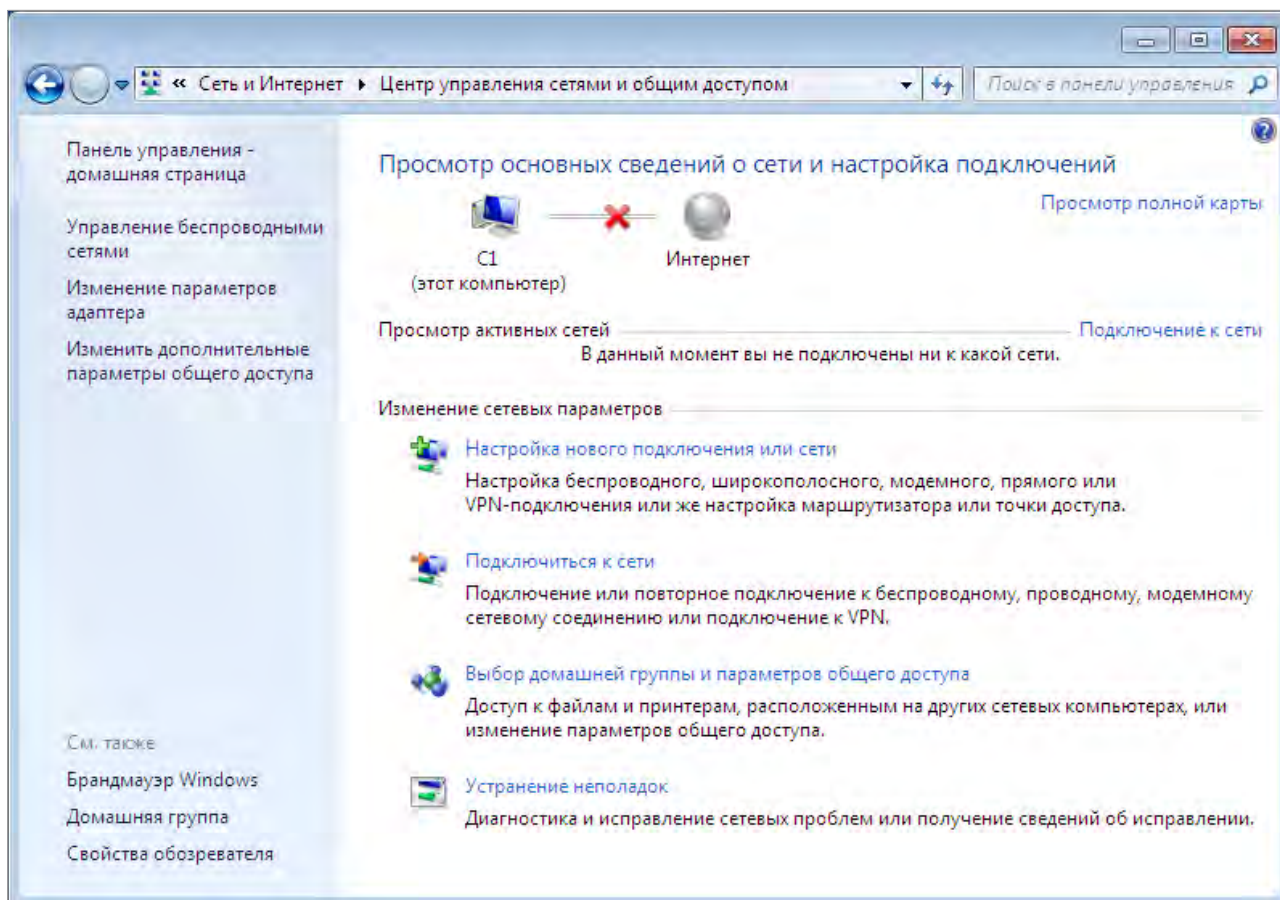 « Сеть и Интернет ▸ Центр управления сетями и общим доступом
Поиск в панели управления
Панель управления -
домашняя страница
Управление беспроводными
сетями
Изменение параметров
адаптера
Изменить дополнительные
параметры общего доступа
См. также
Брандмауэр Windows
Домашняя группа
Свойства обозревателя
Просмотр основных сведений о сети и настройка подключений
Просмотр полной карты
C1
(этот компьютер)
Интернет
Просмотр активных сетей
Подключение к сети
В данный момент вы не подключены ни к какой сети.
Изменение сетевых параметров
Настройка нового подключения или сети
Настройка беспроводного, широкополосного, модемного, прямого или
VPN-подключения или же настройка маршрутизатора или точки доступа.
Подключиться к сети
Подключение или повторное подключение к беспроводному, проводному, модемному
сетевому соединению или подключение к VPN.
Выбор домашней группы и параметров общего доступа
Доступ к файлам и принтерам, расположенным на других сетевых компьютерах, или
изменение параметров общего доступа.
Устранение неполадок
Диагностика и исправление сетевых проблем или получение сведений об исправлении.